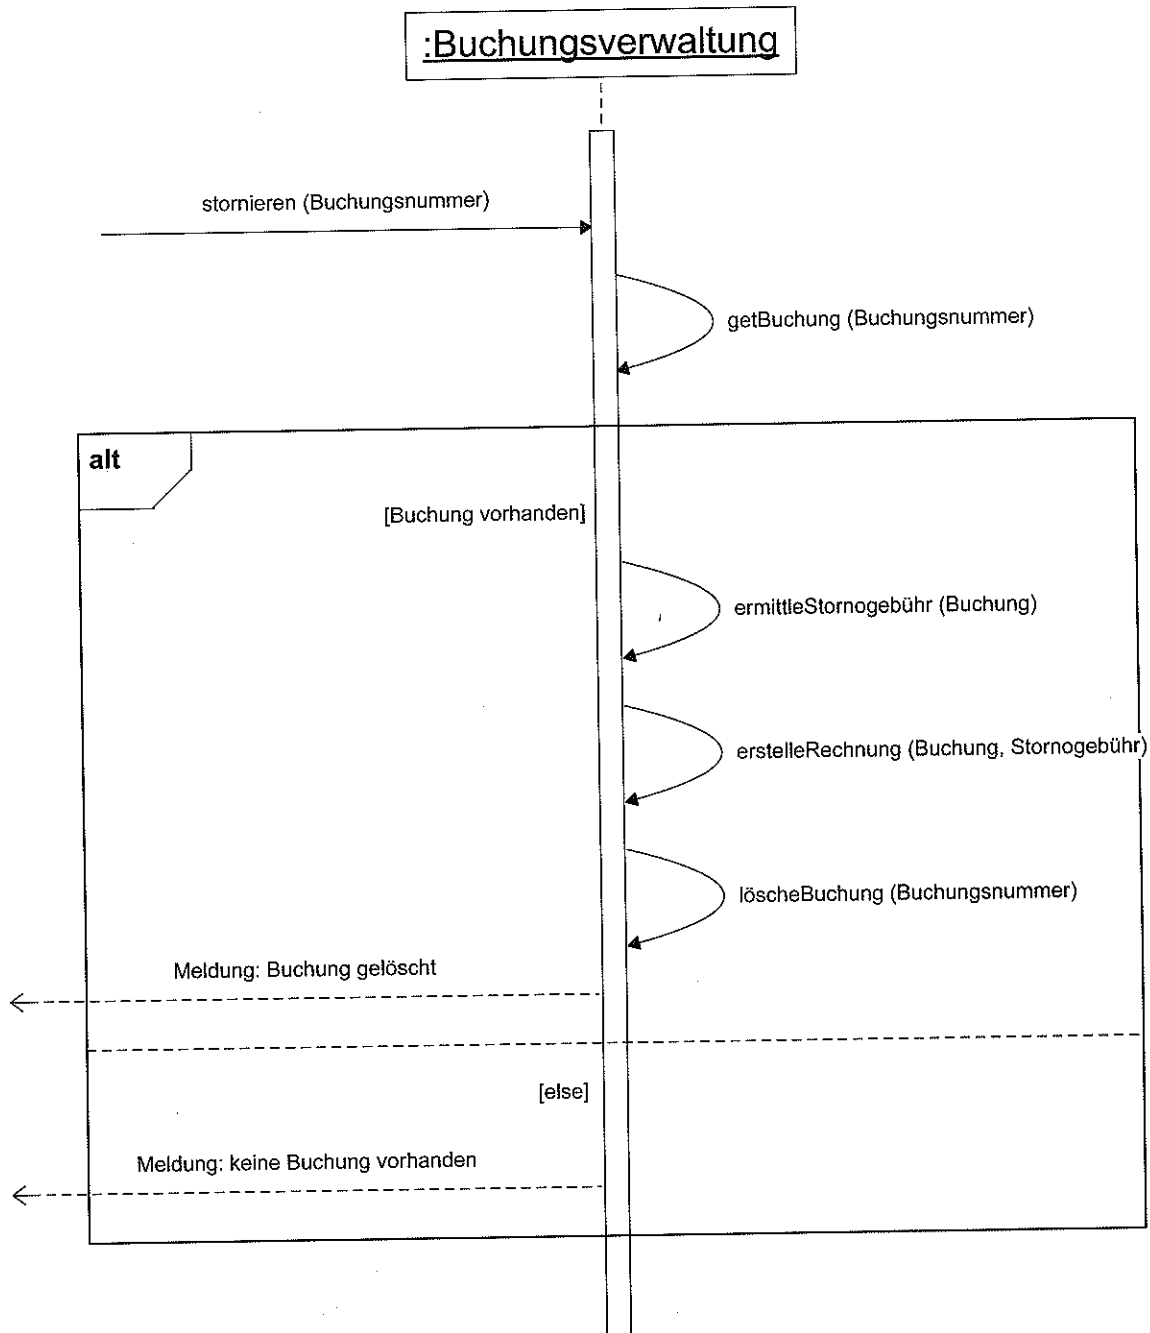 :Buchungsverwaltung
stornieren (Buchungsnummer)
getBuchung (Buchungsnummer)
alt
[Buchung vorhanden]
ermittleStornogebühr (Buchung)
erstelleRechnung (Buchung, Stornogebühr)
löscheBuchung (Buchungsnummer)
Meldung: Buchung gelöscht
[else]
Meldung: keine Buchung vorhanden